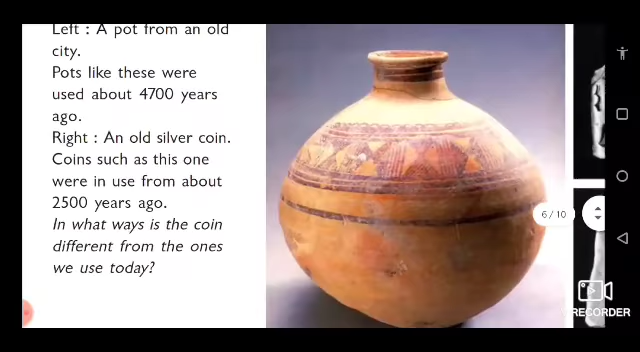 Left : A pot from an old
city.
Pots like these were
used about 4700 years
ago.
Right : An old silver coin.
Coins such as this one
were in use from about
2500 years ago.
In what ways is the coin
different from the ones
we use today?
6 / 10
RECORDER